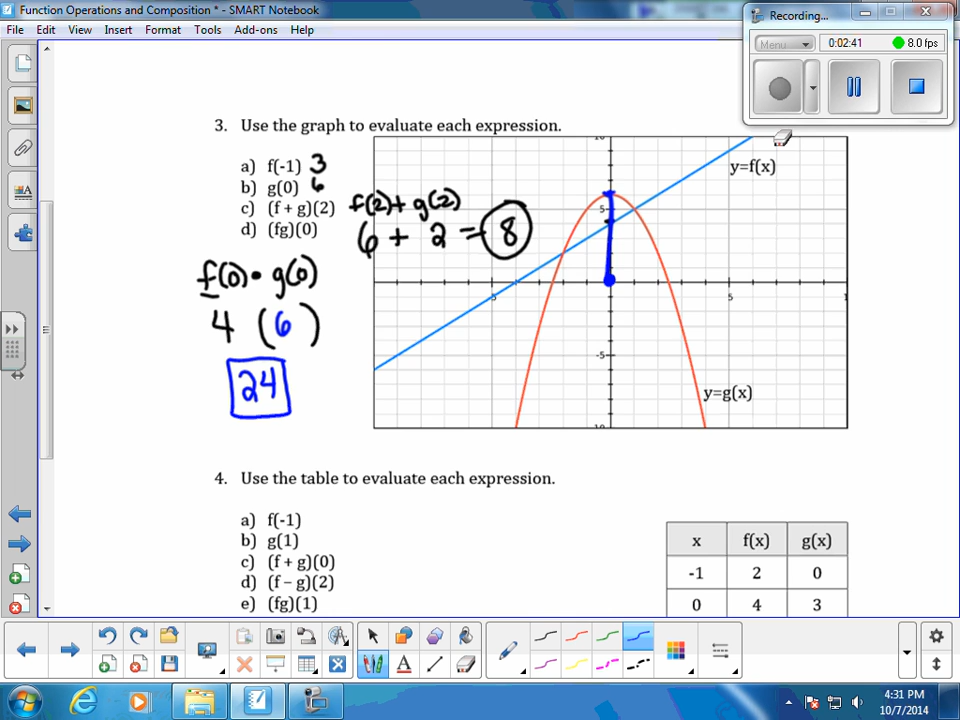 Function Operations and Composition * - SMART Notebook
File Edit View Insert Format Tools Add-ons Help
Recording...
Menu 0:02:41 8.0 fps
3. Use the graph to evaluate each expression.
a) f(-1) 3
b) g(0) 6
c) (f + g)(2) f(2) + g(2)
6 + 2 = 8
d) (fg)(0)
f(0) • g(0)
4 (6)
24
y=f(x)
5
5
-5
y=g(x)
4. Use the table to evaluate each expression.
a) f(-1)
b) g(1)
c) (f + g)(0)
d) (f – g)(2)
e) (fg)(1)
x f(x) g(x)
-1 2 0
0 4 3
4:31 PM
10/7/2014